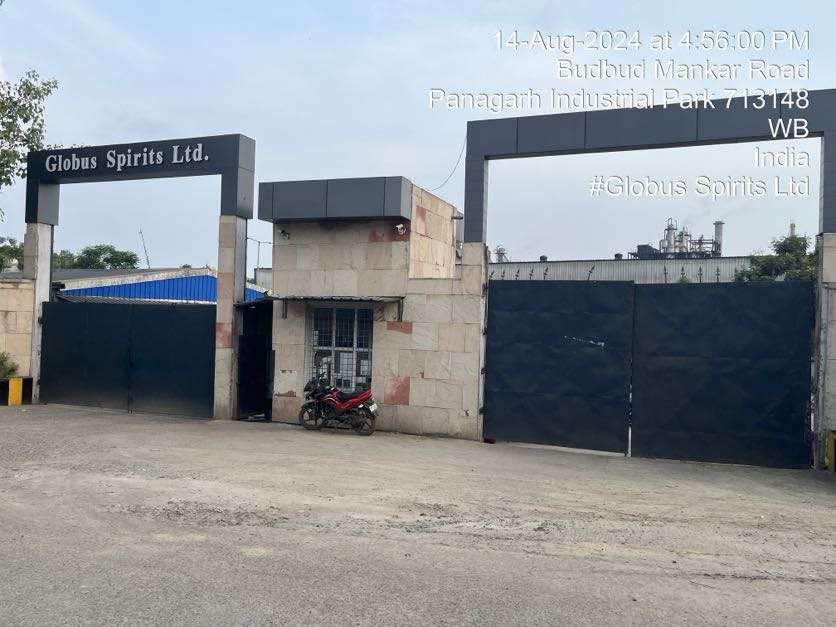 14-Aug-2024 at 4:56:00 PM
Budbud Mankar Road
Panagarh Industrial Park 713148
WB
India
#Globus Spirits Ltd
Globus Spirits Ltd.